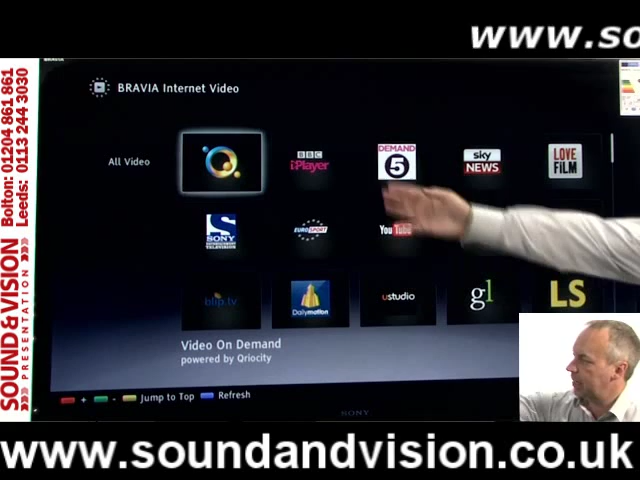 www.so
BRAVIA
BRAVIA Internet Video
All Video
BBC
iPlayer
DEMAND
5
sky
NEWS
LOVE
FiLM
SONY
TELEVISION
EUROSPORT
YouTube
blip.tv
Dailymotion
ustudio
gl
LS
Video On Demand
powered by Qriocity
+
-
Jump to Top
Refresh
SONY
Bolton: 01204 861 861
Leeds: 0113 244 3030
SOUND & VISION
PRESENTATION
www.soundandvision.co.uk